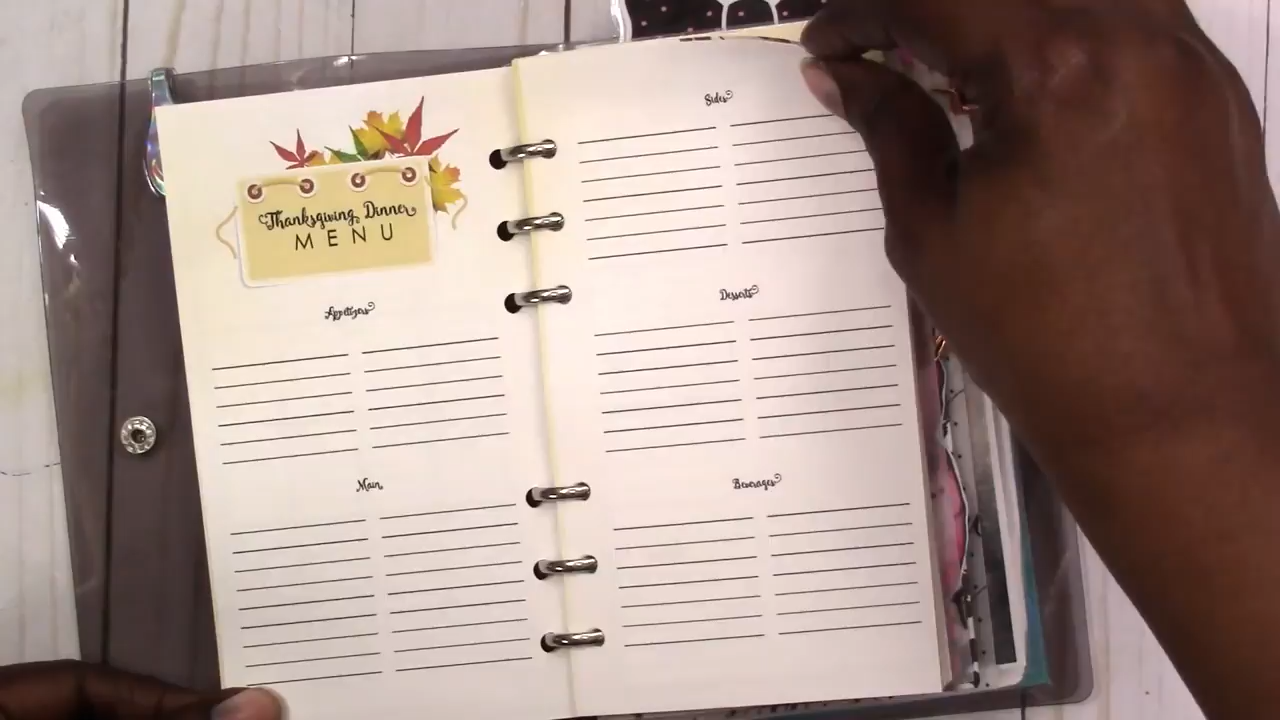 Thanksgiving Dinner
MENU
Appetizers
Main
Sides
Desserts
Beverages